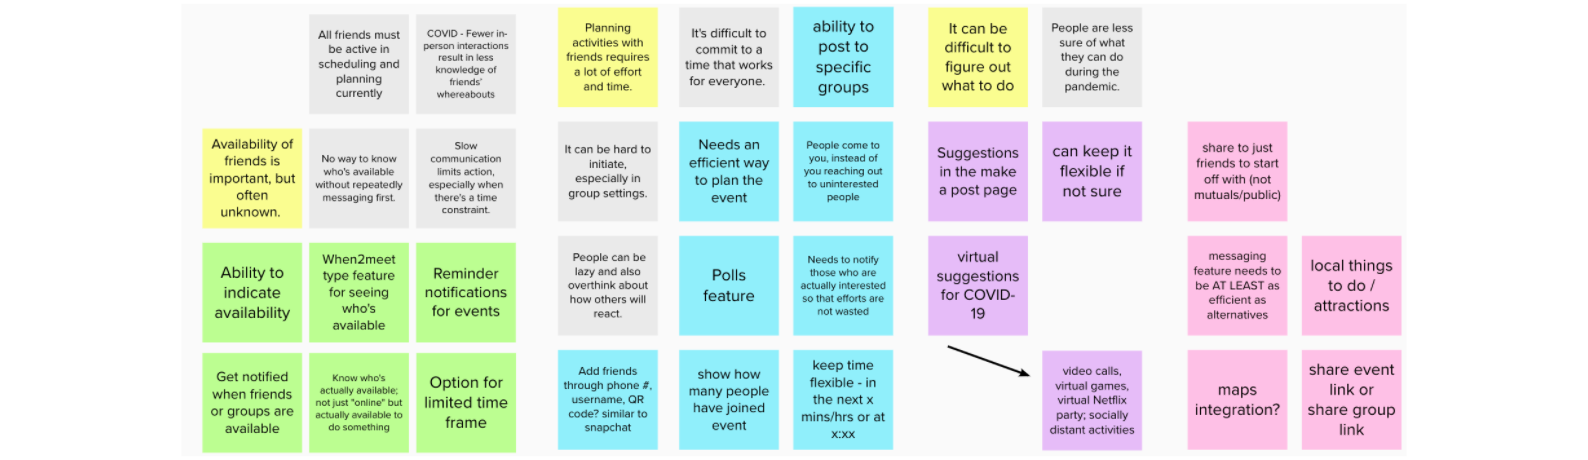 All friends must
be active in
scheduling and
planning
currently
COVID - Fewer in-
person interactions
result in less
knowledge of
friends'
whereabouts
Availability of
friends is
important, but
often
unknown.
No way to know
who's available
without repeatedly
messaging first.
Slow
communication
limits action,
especially when
there's a time
constraint.
Ability to
indicate
availability
When2meet
type feature
for seeing
who's
available
Reminder
notifications
for events
Get notified
when friends
or groups are
available
Know who's
actually available;
not just "online" but
actually available to
do something
Option for
limited time
frame
Planning
activities with
friends requires
a lot of effort
and time.
It's difficult to
commit to a
time that works
for everyone.
ability to
post to
specific
groups
It can be hard to
initiate,
especially in
group settings.
Needs an
efficient way
to plan the
event
People come to
you, instead of
you reaching out
to uninterested
people
People can be
lazy and also
overthink about
how others will
react.
Polls
feature
Needs to notify
those who are
actually interested
so that efforts are
not wasted
Add friends
through phone #,
username, QR
code? similar to
snapchat
show how
many people
have joined
event
keep time
flexible - in
the next x
mins/hrs or at
x:xx
It can be
difficult to
figure out
what to do
People are less
sure of what
they can do
during the
pandemic.
Suggestions
in the make
a post page
can keep it
flexible if
not sure
virtual
suggestions
for COVID-
19
video calls,
virtual games,
virtual Netflix
party; socially
distant activities
share to just
friends to start
off with (not
mutuals/public)
messaging
feature needs to
be AT LEAST as
efficient as
alternatives
local things
to do /
attractions
maps
integration?
share event
link or
share group
link